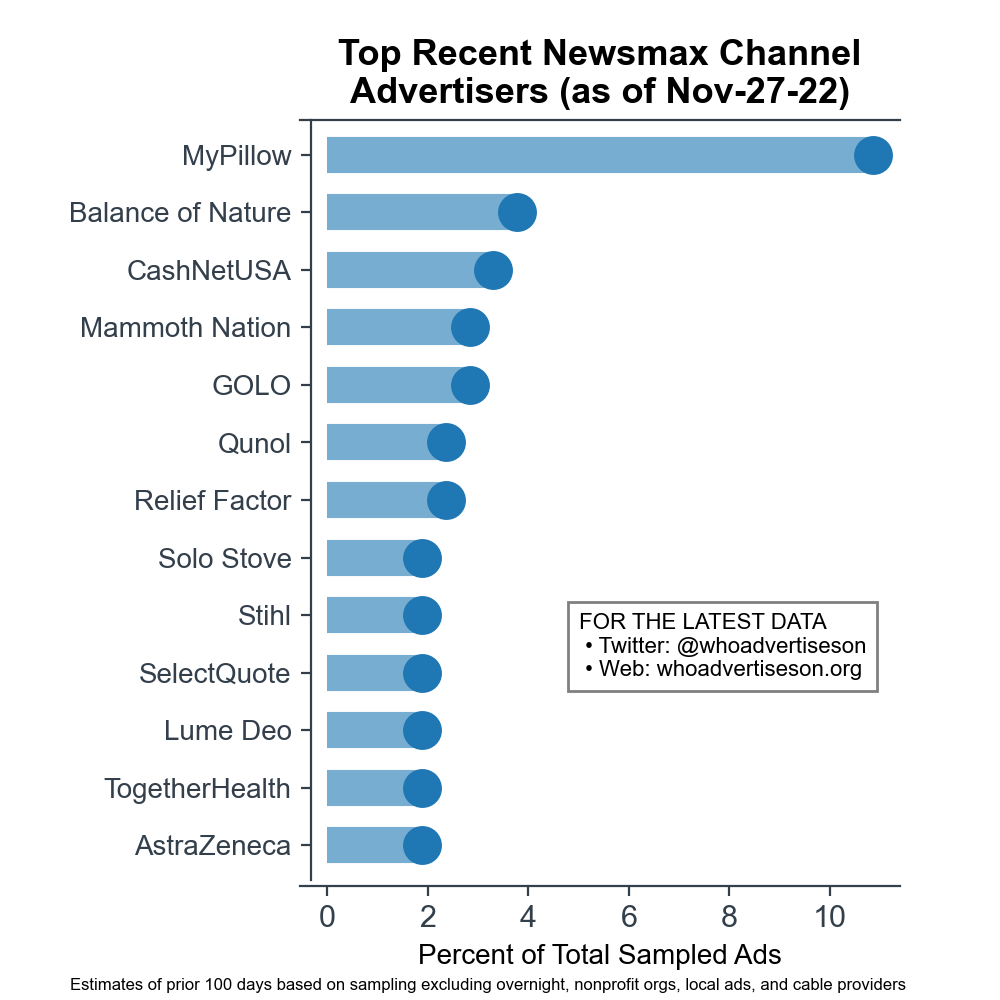 Top Recent Newsmax Channel
Advertisers (as of Nov-27-22)
MyPillow
Balance of Nature
CashNetUSA
Mammoth Nation
GOLO
Qunol
Relief Factor
Solo Stove
Stihl
SelectQuote
Lume Deo
TogetherHealth
AstraZeneca
FOR THE LATEST DATA
• Twitter: @whoadvertiseson
• Web: whoadvertiseson.org
0 2 4 6 8 10
Percent of Total Sampled Ads
Estimates of prior 100 days based on sampling excluding overnight, nonprofit orgs, local ads, and cable providers